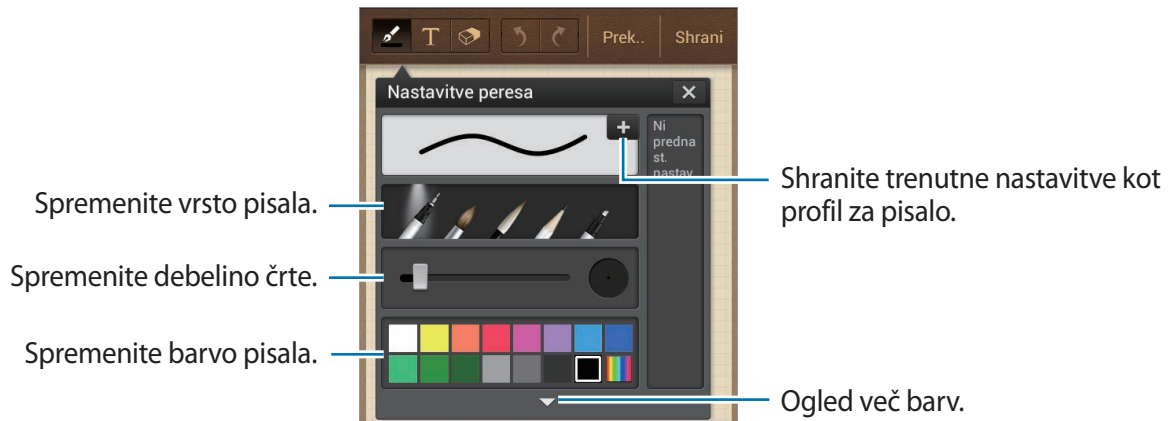 T
Prek..
Shrani
Nastavitve peresa
Ni
predna
st.
nastav
Shranite trenutne nastavitve kot
profil za pisalo.
Spremenite vrsto pisala.
Spremenite debelino črte.
Spremenite barvo pisala.
Ogled več barv.